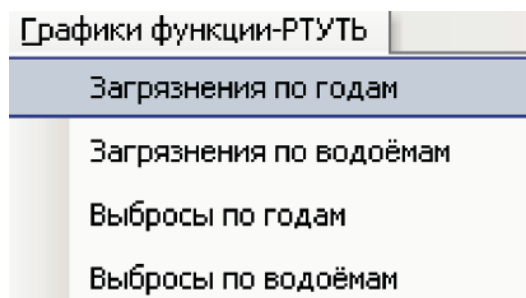 Графики функции-РТУТЬ
Загрязнения по годам
Загрязнения по водоёмам
Выбросы по годам
Выбросы по водоёмам